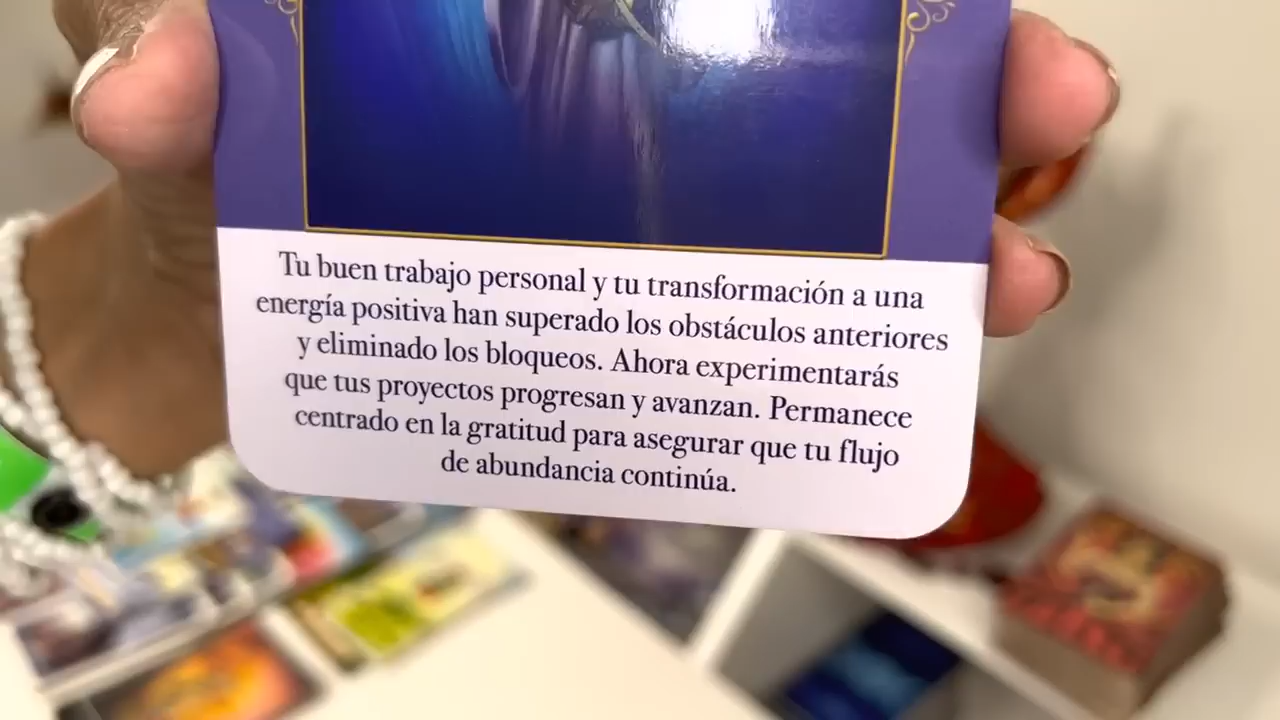 Tu buen trabajo personal y tu transformación a una
energía positiva han superado los obstáculos anteriores
y eliminado los bloqueos. Ahora experimentarás
que tus proyectos progresan y avanzan. Permanece
centrado en la gratitud para asegurar que tu flujo
de abundancia continúa.